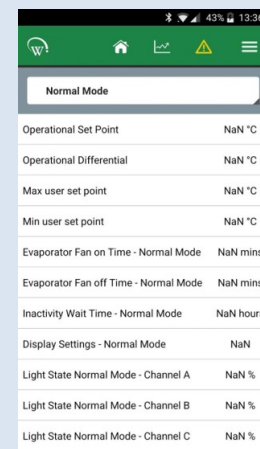 43% 13:36
W
Normal Mode
Operational Set Point NaN °C
Operational Differential NaN °C
Max user set point NaN °C
Min user set point NaN °C
Evaporator Fan on Time - Normal Mode NaN mins
Evaporator Fan off Time - Normal Mode NaN mins
Inactivity Wait Time - Normal Mode NaN hours
Display Settings - Normal Mode NaN
Light State Normal Mode - Channel A NaN %
Light State Normal Mode - Channel B NaN %
Light State Normal Mode - Channel C NaN %